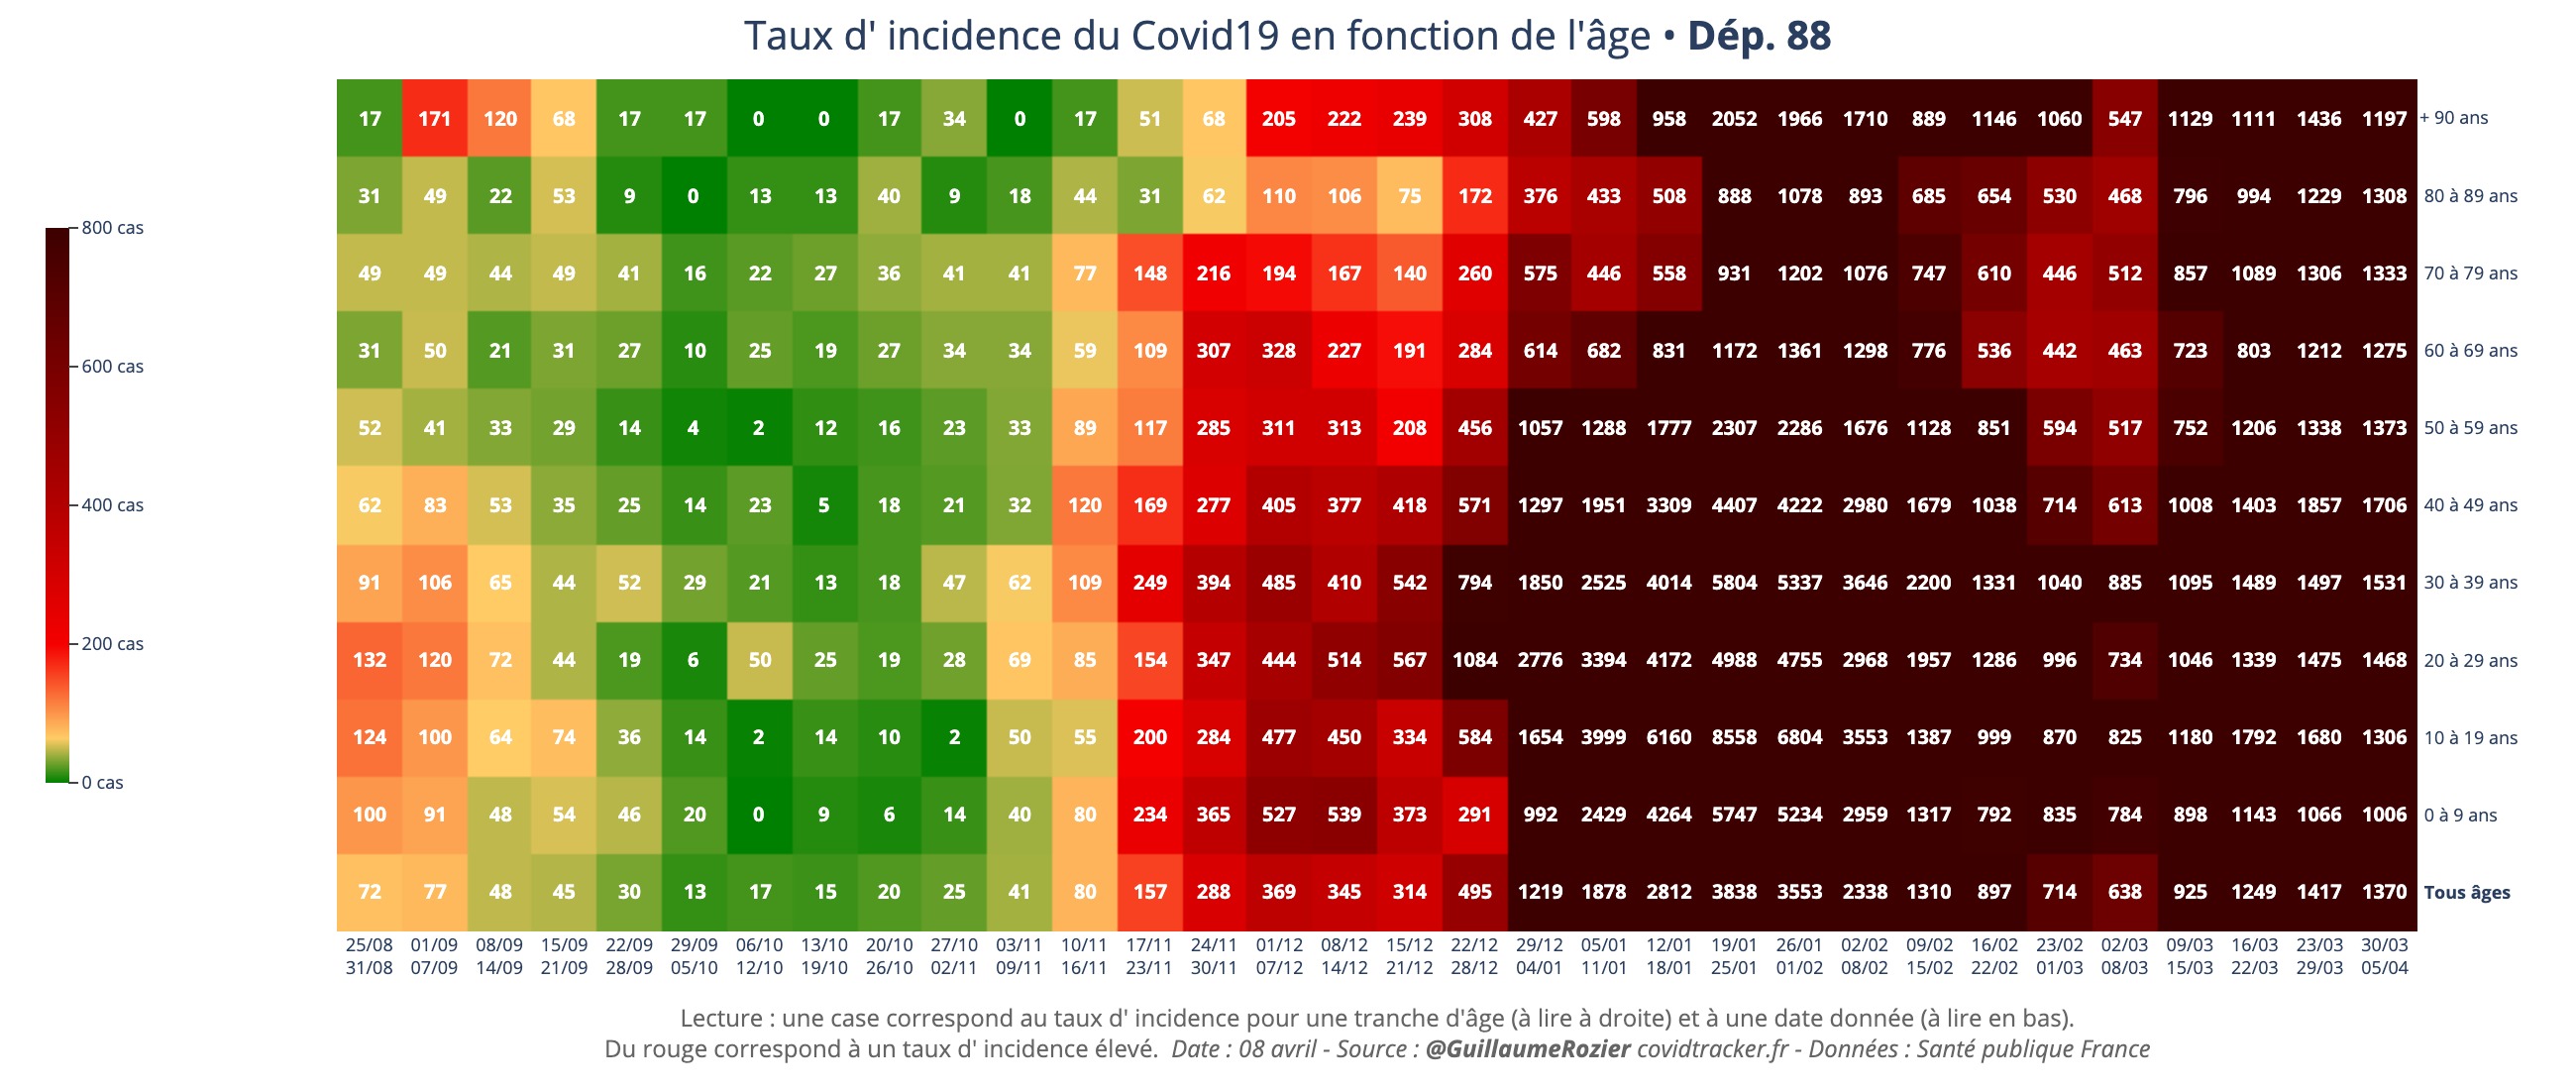 Taux d' incidence du Covid19 en fonction de l'âge • Dép. 88
17 171 120 68 17 17 0 0 17 34 0 17 51 68 205 222 239 308 427 598 958 2052 1966 1710 889 1146 1060 547 1129 1111 1436 1197 + 90 ans
31 49 22 53 9 0 13 13 40 9 18 44 31 62 110 106 75 172 376 433 508 888 1078 893 685 654 530 468 796 994 1229 1308 80 à 89 ans
800 cas
49 49 44 49 41 16 22 27 36 41 41 77 148 216 194 167 140 260 575 446 558 931 1202 1076 747 610 446 512 857 1089 1306 1333 70 à 79 ans
31 50 21 31 27 10 25 19 27 34 34 59 109 307 328 227 191 284 614 682 831 1172 1361 1298 776 536 442 463 723 803 1212 1275 60 à 69 ans
600 cas
52 41 33 29 14 4 2 12 16 23 33 89 117 285 311 313 208 456 1057 1288 1777 2307 2286 1676 1128 851 594 517 752 1206 1338 1373 50 à 59 ans
400 cas
62 83 53 35 25 14 23 5 18 21 32 120 169 277 405 377 418 571 1297 1951 3309 4407 4222 2980 1679 1038 714 613 1008 1403 1857 1706 40 à 49 ans
91 106 65 44 52 29 21 13 18 47 62 109 249 394 485 410 542 794 1850 2525 4014 5804 5337 3646 2200 1331 1040 885 1095 1489 1497 1531 30 à 39 ans
200 cas
132 120 72 44 19 6 50 25 19 28 69 85 154 347 444 514 567 1084 2776 3394 4172 4988 4755 2968 1957 1286 996 734 1046 1339 1475 1468 20 à 29 ans
124 100 64 74 36 14 2 14 10 2 50 55 200 284 477 450 334 584 1654 3999 6160 8558 6804 3553 1387 999 870 825 1180 1792 1680 1306 10 à 19 ans
0 cas
100 91 48 54 46 20 0 9 6 14 40 80 234 365 527 539 373 291 992 2429 4264 5747 5234 2959 1317 792 835 784 898 1143 1066 1006 0 à 9 ans
72 77 48 45 30 13 17 15 20 25 41 80 157 288 369 345 314 495 1219 1878 2812 3838 3553 2338 1310 897 714 638 925 1249 1417 1370 Tous âges
25/08 01/09 08/09 15/09 22/09 29/09 06/10 13/10 20/10 27/10 03/11 10/11 17/11 24/11 01/12 08/12 15/12 22/12 29/12 05/01 12/01 19/01 26/01 02/02 09/02 16/02 23/02 02/03 09/03 16/03 23/03 30/03
31/08 07/09 14/09 21/09 28/09 05/10 12/10 19/10 26/10 02/11 09/11 16/11 23/11 30/11 07/12 14/12 21/12 28/12 04/01 11/01 18/01 25/01 01/02 08/02 15/02 22/02 01/03 08/03 15/03 22/03 29/03 05/04
Lecture : une case correspond au taux d' incidence pour une tranche d'âge (à lire à droite) et à une date donnée (à lire en bas).
Du rouge correspond à un taux d' incidence élevé. Date : 08 avril - Source : @GuillaumeRozier covidtracker.fr - Données : Santé publique France